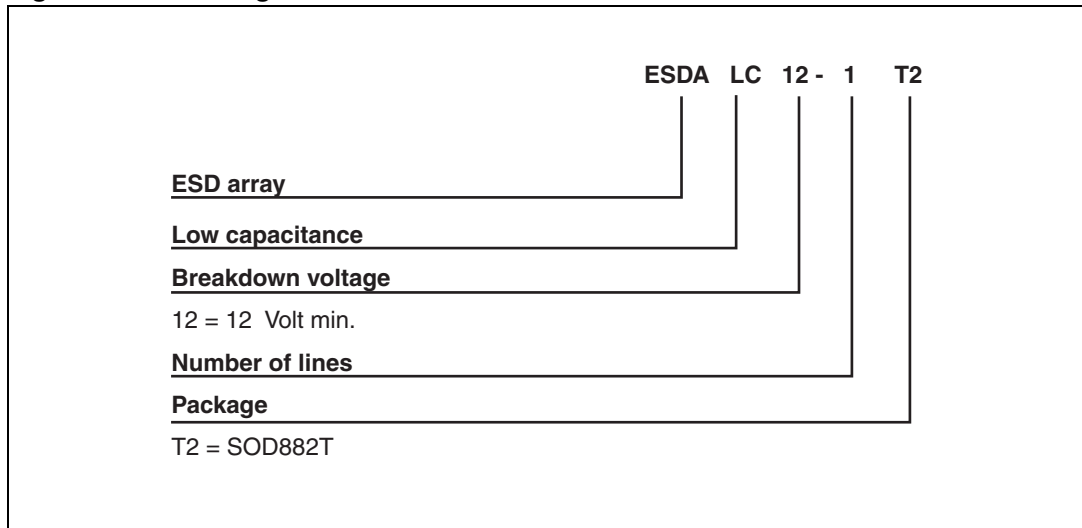 ESDA LC 12 - 1 T2
ESD array
Low capacitance
Breakdown voltage
12 = 12 Volt min.
Number of lines
Package
T2 = SOD882T